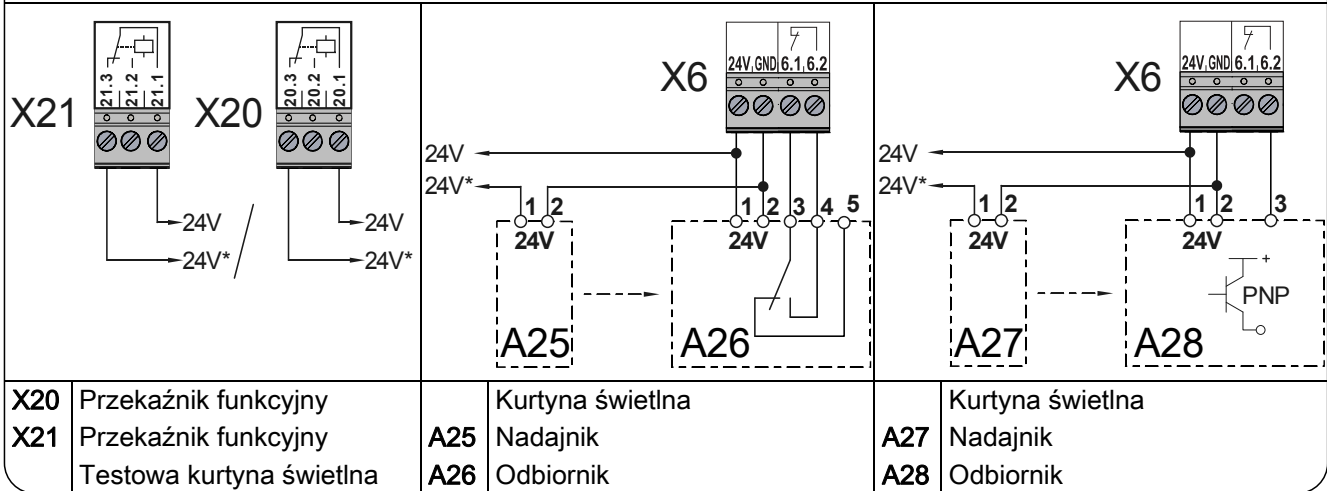 X21
21.3 21.2 21.1
24V
24V*
X20
20.3 20.2 20.1
24V
24V*
X20 Przekaźnik funkcyjny
X21 Przekaźnik funkcyjny
Testowa kurtyna świetlna
X6
24V GND 6.1 6.2
24V
24V*
1 2
24V
1 2 3 4 5
24V
A25
A26
Kurtyna świetlna
A25 Nadajnik
A26 Odbiornik
X6
24V GND 6.1 6.2
24V
24V*
1 2
24V
1 2 3
24V
+
PNP
A27
A28
Kurtyna świetlna
A27 Nadajnik
A28 Odbiornik